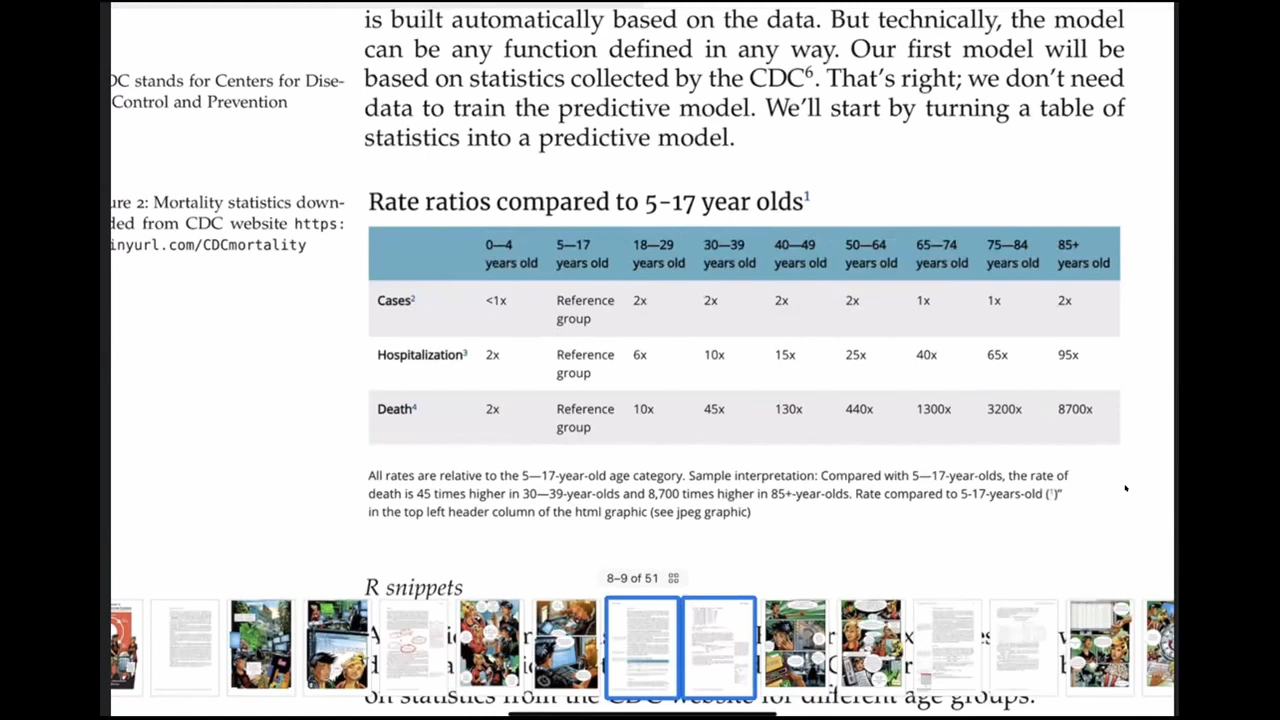 is built automatically based on the data. But technically, the model
can be any function defined in any way. Our first model will be
based on statistics collected by the CDC6. That's right; we don't need
data to train the predictive model. We'll start by turning a table of
statistics into a predictive model.
DC stands for Centers for Dise-
Control and Prevention
ure 2: Mortality statistics down-
ded from CDC website https:
inyurl.com/CDCmortality
Rate ratios compared to 5-17 year olds1
0—4 years old 5—17 years old 18—29 years old 30—39 years old 40—49 years old 50—64 years old 65—74 years old 75—84 years old 85+ years old
Cases2 <1x Reference group 2x 2x 2x 2x 1x 1x 2x
Hospitalization3 2x Reference group 6x 10x 15x 25x 40x 65x 95x
Death4 2x Reference group 10x 45x 130x 440x 1300x 3200x 8700x
All rates are relative to the 5—17-year-old age category. Sample interpretation: Compared with 5—17-year-olds, the rate of
death is 45 times higher in 30—39-year-olds and 8,700 times higher in 85+-year-olds. Rate compared to 5-17-years-old (1)"
in the top left header column of the html graphic (see jpeg graphic)
8–9 of 51
R snippets
on statistics from the CDC website for different age groups.